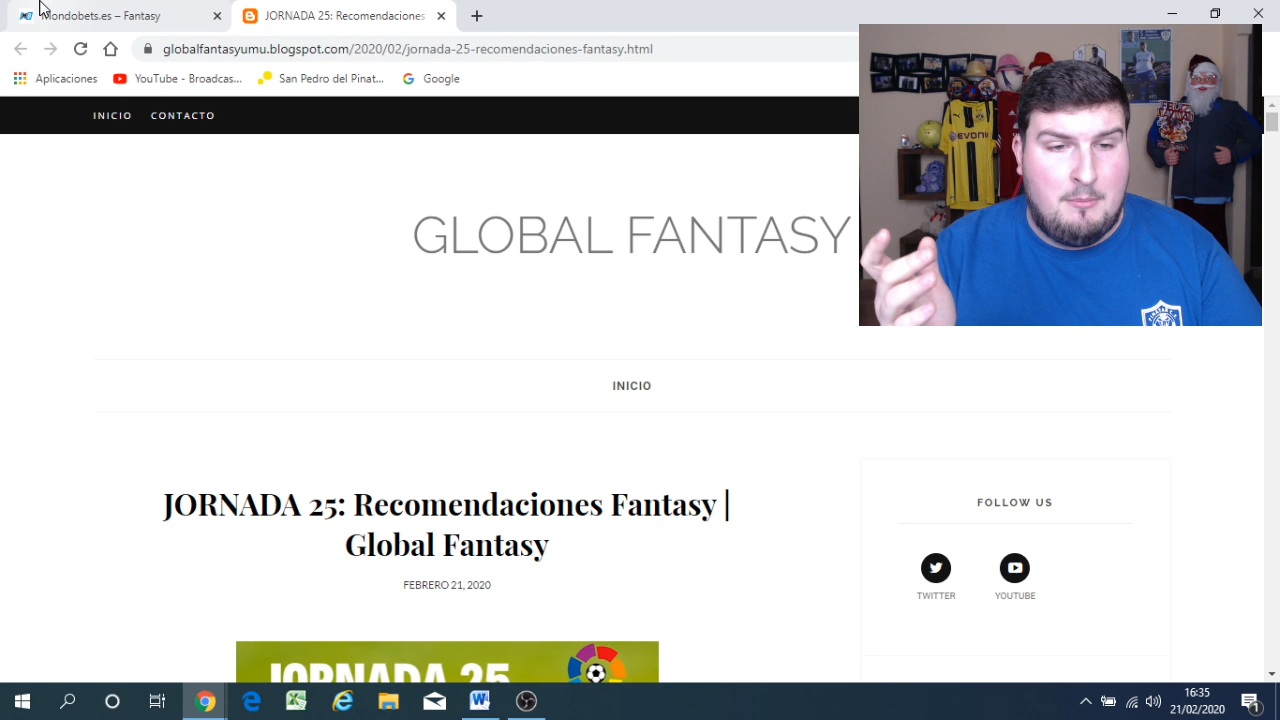 Mondobets.es – Fantasy
JORNADA 25: Recomendaciones
globalfantasyumu.blogspot.com/2020/02/jornada-25-recomendaciones-fantasy.html
Aplicaciones
YouTube - Broadcas...
San Pedro del Pinat...
Google
INICIO
CONTACTO
EVONIK
GLOBAL FANTASY
INICIO
JORNADA 25: Recomendaciones Fantasy |
Global Fantasy
FEBRERO 21, 2020
FOLLOW US
TWITTER
YOUTUBE
JORNADA 25
16:35
21/02/2020
1